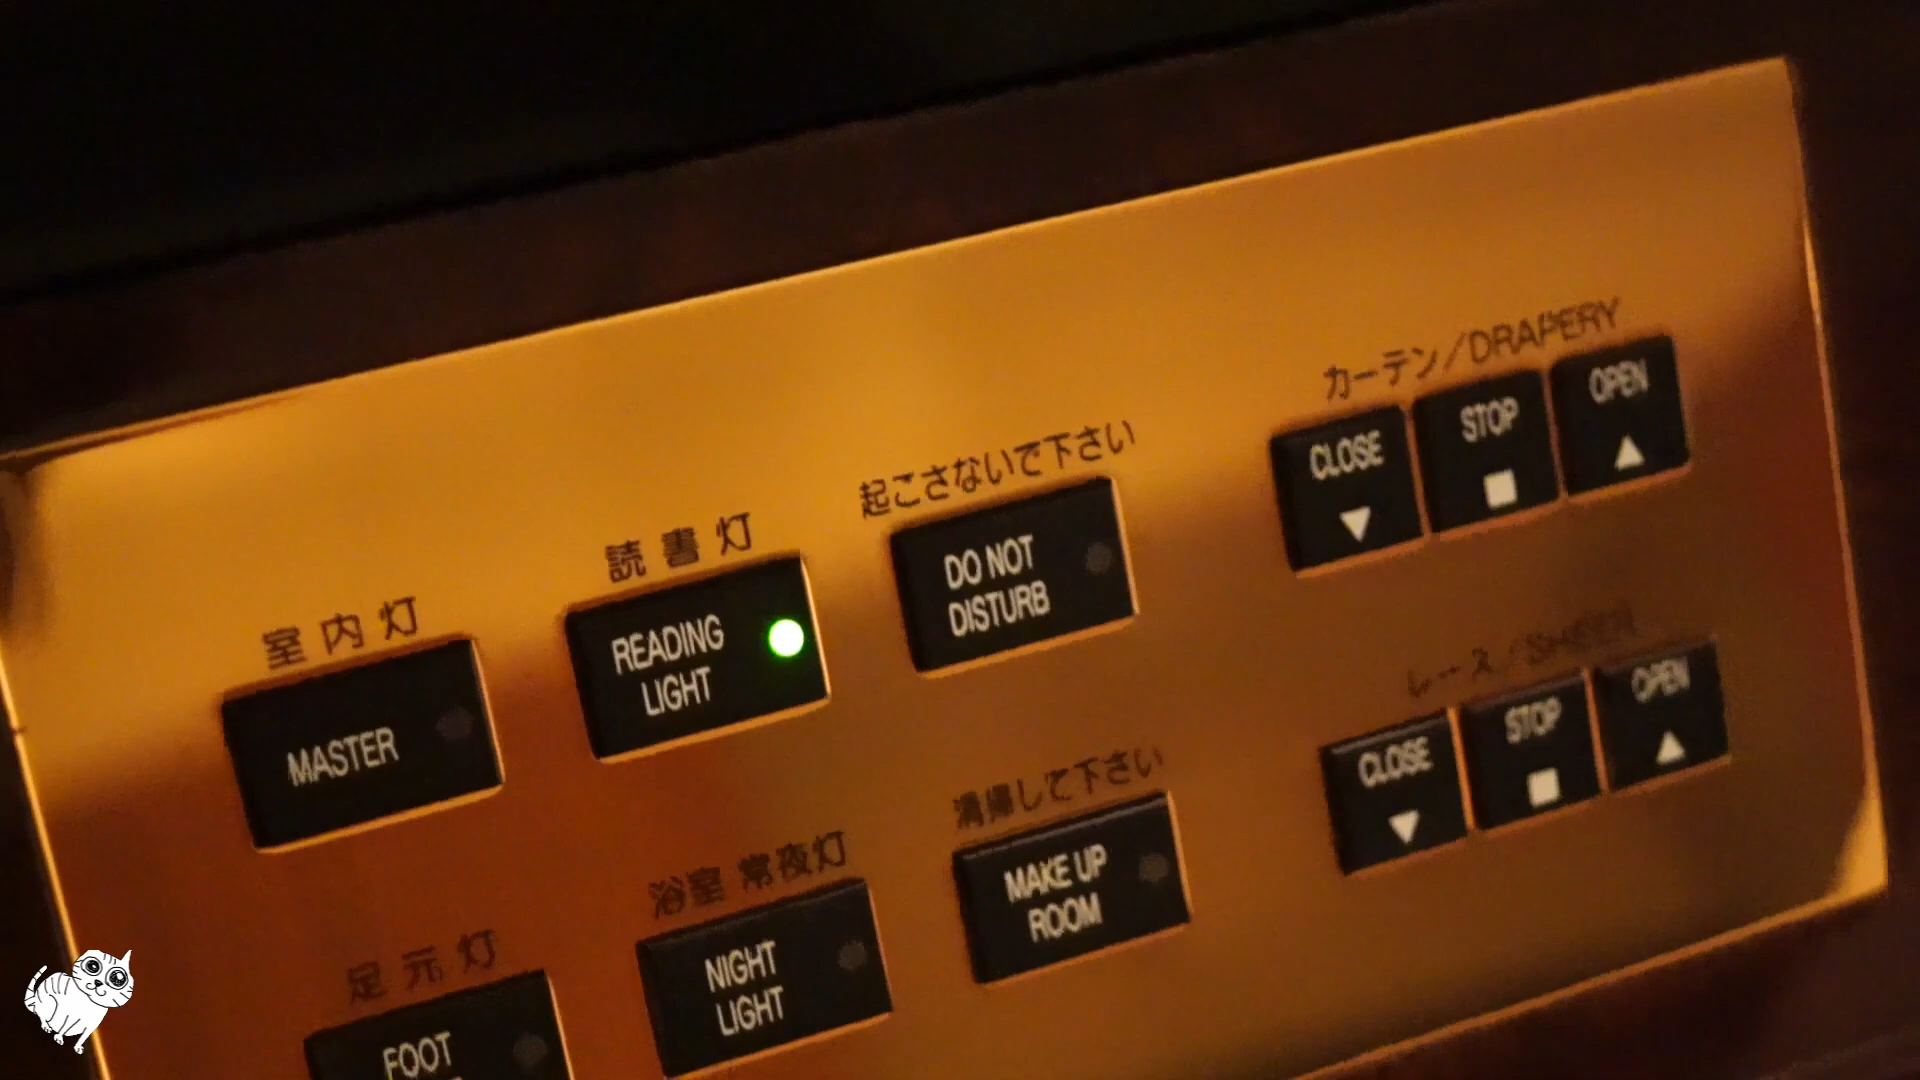 カーテン/DRAPERY
CLOSE
STOP
OPEN
起こさないで下さい
DO NOT
DISTURB
読書灯
READING
LIGHT
室内灯
MASTER
レース/SHEER
CLOSE
STOP
OPEN
清掃して下さい
MAKE UP
ROOM
浴室 常夜灯
NIGHT
LIGHT
足元灯
FOOT